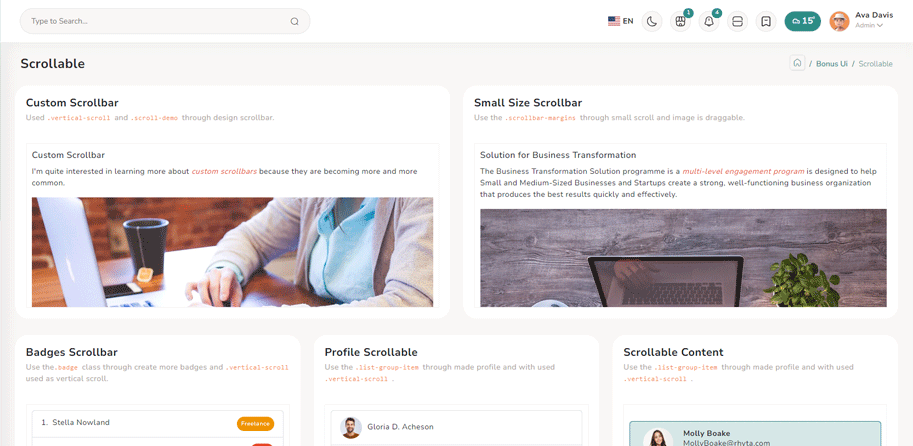 Type to Search...
EN
1
4
15°
Ava Davis
Admin
Scrollable
/ Bonus Ui / Scrollable
Custom Scrollbar
Used .vertical-scroll and .scroll-demo through design scrollbar.
Custom Scrollbar
I'm quite interested in learning more about custom scrollbars because they are becoming more and more
common.
Small Size Scrollbar
Use the .scrollbar-margins through small scroll and image is draggable.
Solution for Business Transformation
The Business Transformation Solution programme is a multi-level engagement program is designed to help
Small and Medium-Sized Businesses and Startups create a strong, well-functioning business organization
that produces the best results quickly and effectively.
Badges Scrollbar
Use the.badge class through create more badges and .vertical-scroll
used as vertical scroll.
1. Stella Nowland
Freelance
Profile Scrollable
Use the .list-group-item through made profile and with used
.vertical-scroll .
Gloria D. Acheson
Scrollable Content
Use the .list-group-item through made profile and with used
.vertical-scroll .
Molly Boake
MollyBoake@rhyta.com